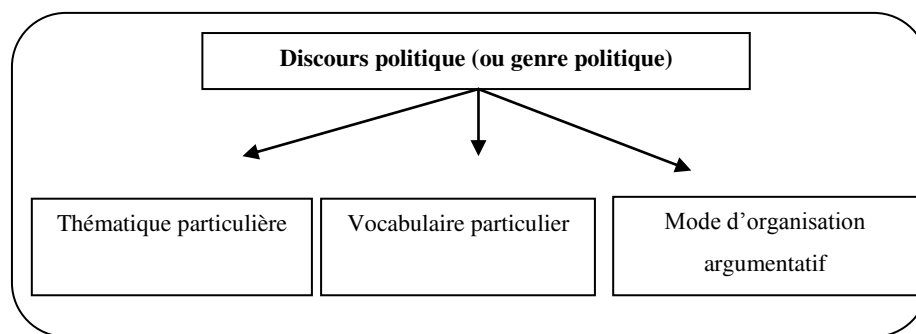 Discours politique (ou genre politique)
Thématique particulière
Vocabulaire particulier
Mode d’organisation
argumentatif